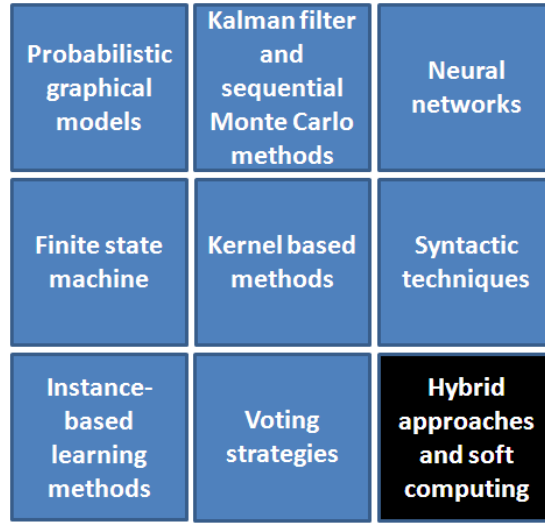 Probabilistic
graphical
models
Kalman filter
and
sequential
Monte Carlo
methods
Neural
networks
Finite state
machine
Kernel based
methods
Syntactic
techniques
Instance-
based
learning
methods
Voting
strategies
Hybrid
approaches
and soft
computing